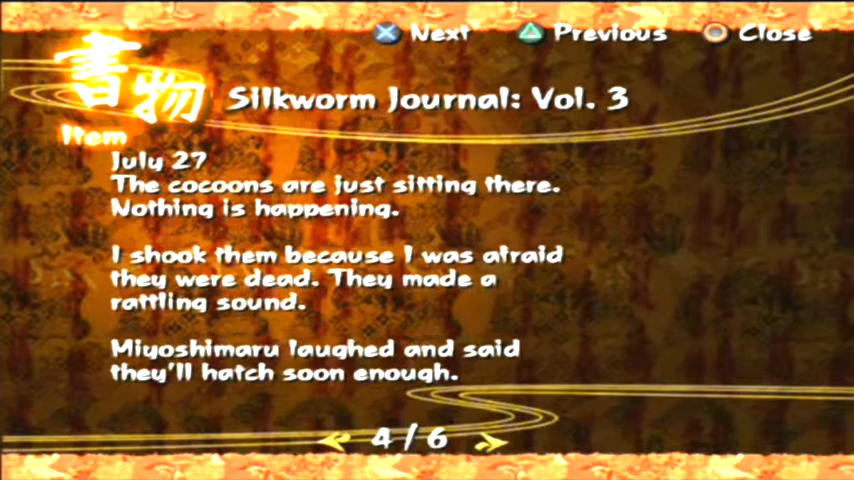 Next Previous Close
書物
Item
Silkworm Journal: Vol. 3
July 27
The cocoons are just sitting there.
Nothing is happening.
I shook them because I was afraid
they were dead. They made a
rattling sound.
Miyoshimaru laughed and said
they'll hatch soon enough.
4 / 6